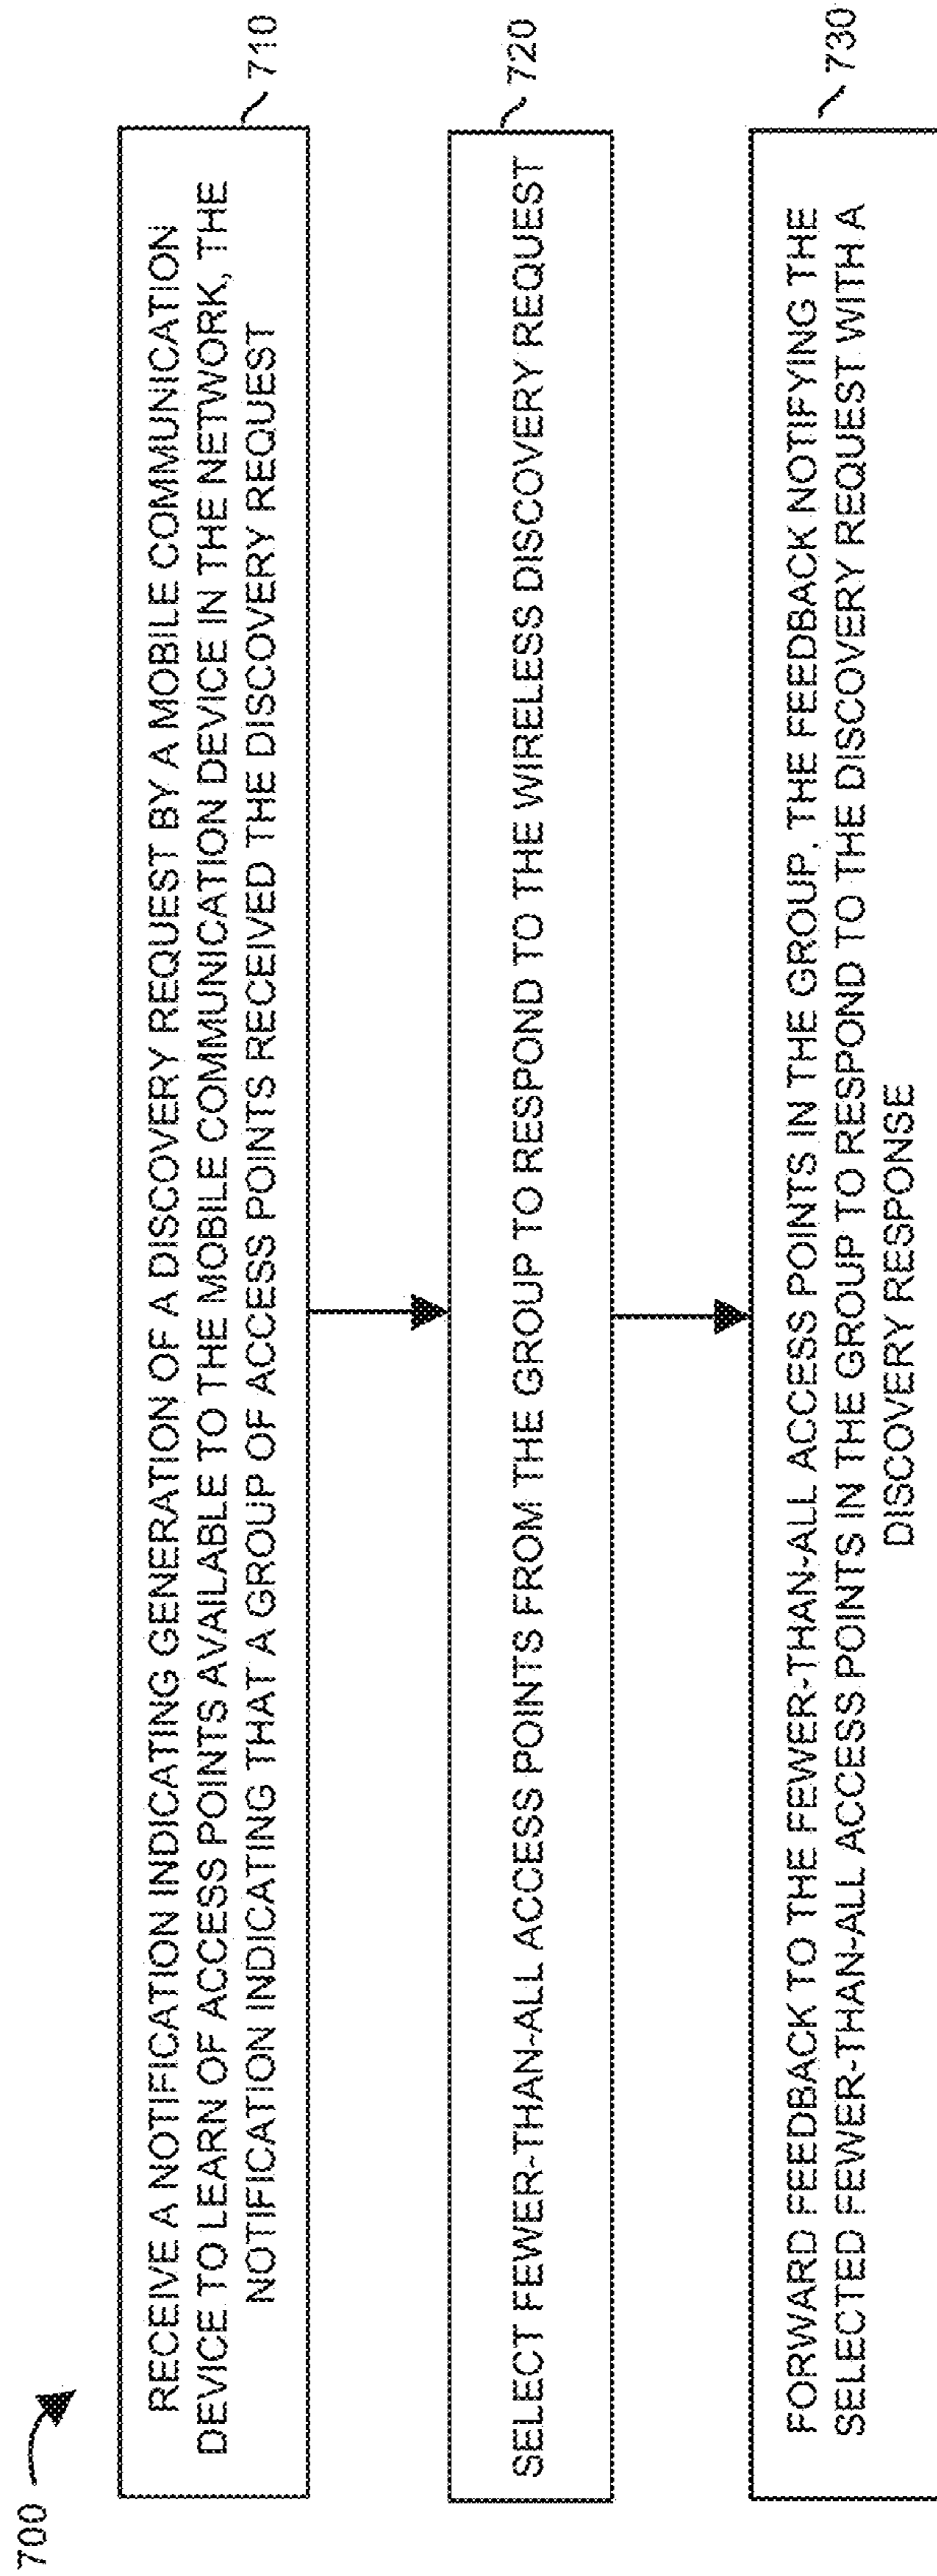 700
RECEIVE A NOTIFICATION INDICATING GENERATION OF A DISCOVERY REQUEST BY A MOBILE COMMUNICATION
DEVICE TO LEARN OF ACCESS POINTS AVAILABLE TO THE MOBILE COMMUNICATION DEVICE IN THE NETWORK, THE
NOTIFICATION INDICATING THAT A GROUP OF ACCESS POINTS RECEIVED THE DISCOVERY REQUEST
710
SELECT FEWER-THAN-ALL ACCESS POINTS FROM THE GROUP TO RESPOND TO THE WIRELESS DISCOVERY REQUEST
720
FORWARD FEEDBACK TO THE FEWER-THAN-ALL ACCESS POINTS IN THE GROUP, THE FEEDBACK NOTIFYING THE
SELECTED FEWER-THAN-ALL ACCESS POINTS IN THE GROUP TO RESPOND TO THE DISCOVERY REQUEST WITH A
DISCOVERY RESPONSE
730